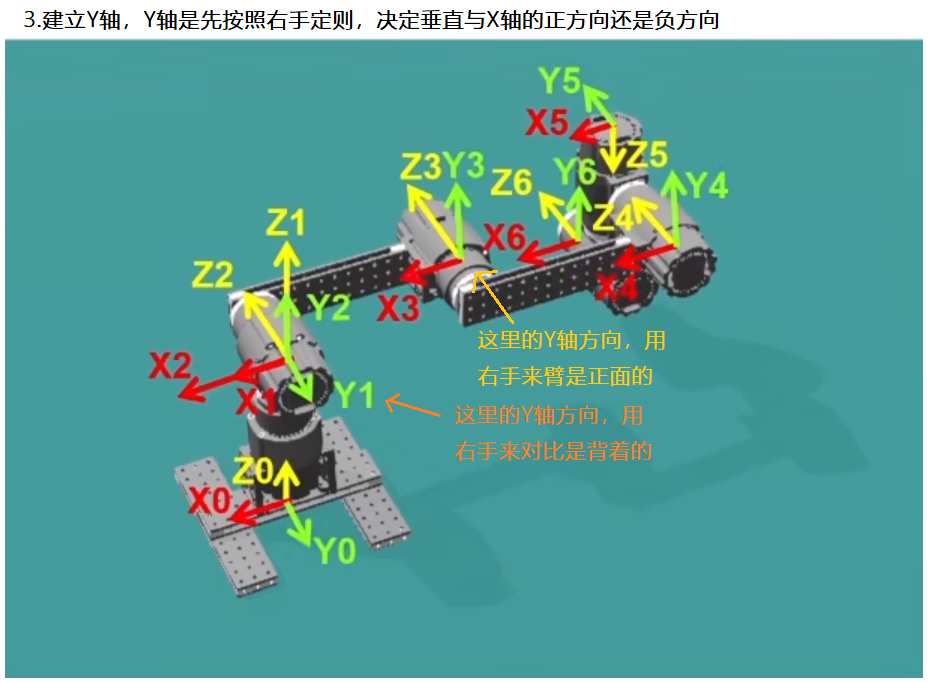 3.建立Y轴，Y轴是先按照右手定则，决定垂直与X轴的正方向还是负方向
Y5
X5
Z3 Y3
Z5
Z6
Y6
Y4
Z4
Z1
X6
Z2
X4
Y2
X3
这里的Y轴方向，用
右手来臂是正面的
X2
X1
Y1
这里的Y轴方向，用
右手来对比是背着的
Z0
X0
Y0